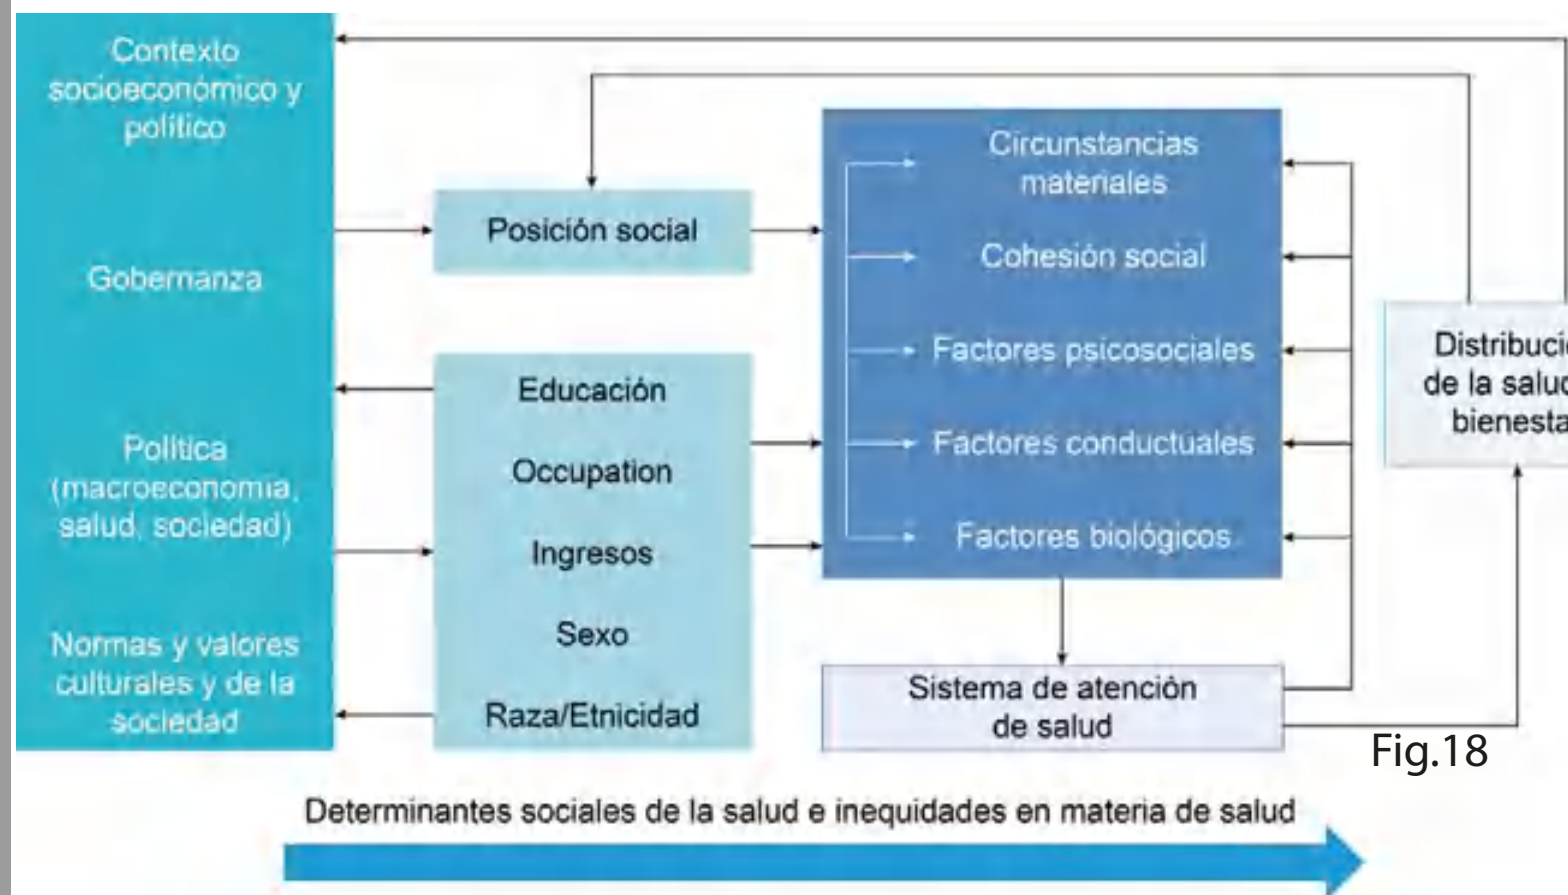 Contexto
socioeconómico y
político
Gobernanza
Política
(macroeconomía,
salud, sociedad)
Normas y valores
culturales y de la
sociedad
Posición social
Educación
Occupation
Ingresos
Sexo
Raza/Etnicidad
Circunstancias
materiales
Cohesión social
Factores psicosociales
Factores conductuales
Factores biológicos
Sistema de atención
de salud
de la
Fig.18
Determinantes sociales de la salud e inequidades en materia de salud